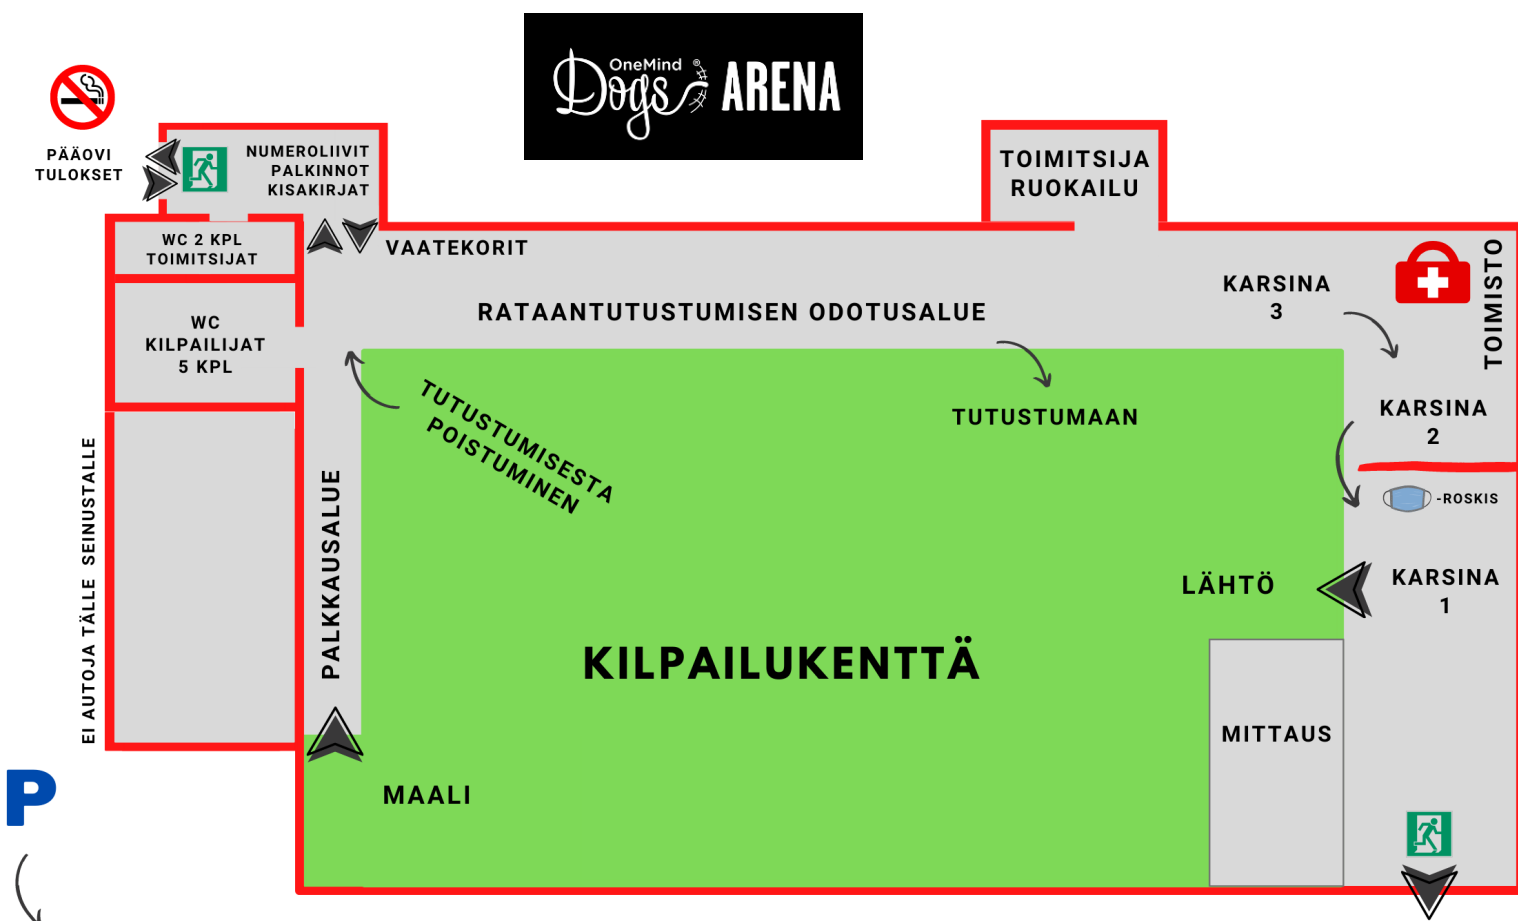 OneMind
Dogs ® ARENA
PÄÄOVI
TULOKSET
NUMEROLIIVIT
PALKINNOT
KISAKIRJAT
TOIMITSIJA
RUOKAILU
WC 2 KPL
TOIMITSIJAT
VAATEKORIT
WC
KILPAILIJAT
5 KPL
RATAANTUTUSTUMISEN ODOTUSALUE
KARSINA
3
TOIMISTO
TUTUSTUMISESTA
POISTUMINEN
TUTUSTUMAAN
KARSINA
2
-ROSKIS
EI AUTOJA TÄLLE SEINUSTALLE
PALKKAUSALUE
LÄHTÖ
KARSINA
1
KILPAILUKENTTÄ
MITTAUS
MAALI
P